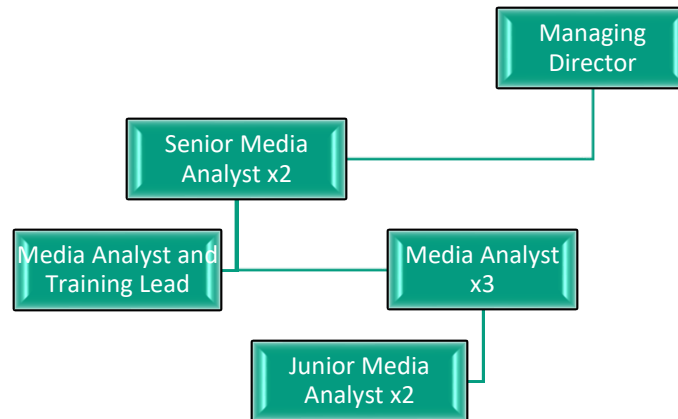 Managing
Director
Senior Media
Analyst x2
Media Analyst and
Training Lead
Media Analyst
x3
Junior Media
Analyst x2